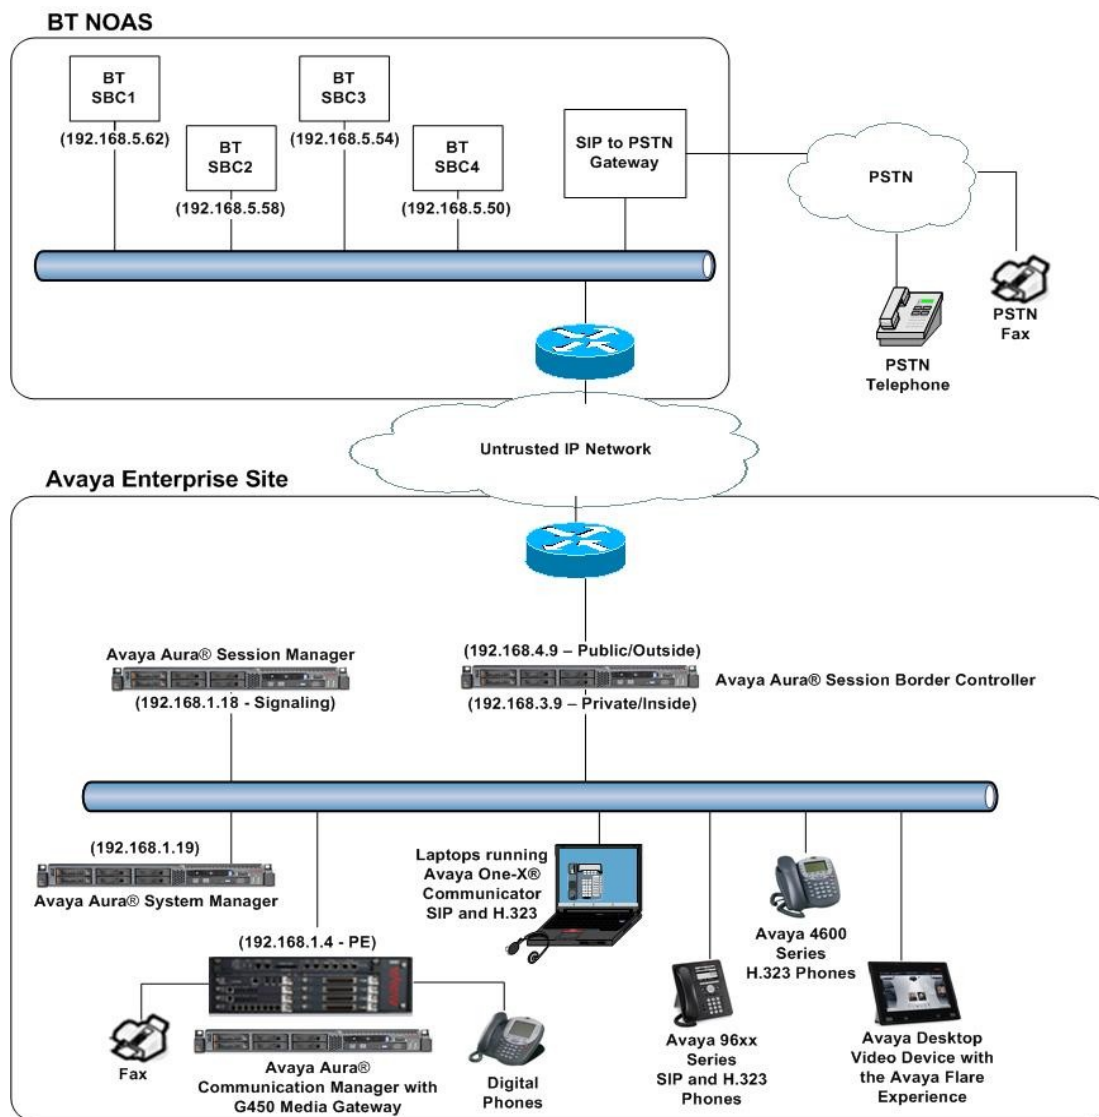 BT NOAS
BT
SBC1
(192.168.5.62)
BT
SBC2
(192.168.5.58)
BT
SBC3
(192.168.5.54)
BT
SBC4
(192.168.5.50)
SIP to PSTN
Gateway
PSTN
PSTN
Telephone
PSTN
Fax
Untrusted IP Network
Avaya Enterprise Site
Avaya Aura® Session Manager
(192.168.1.18 - Signaling)
(192.168.4.9 – Public/Outside)
Avaya Aura® Session Border Controller
(192.168.3.9 – Private/Inside)
(192.168.1.19)
Avaya Aura® System Manager
(192.168.1.4 - PE)
Fax
Avaya Aura®
Communication Manager with
G450 Media Gateway
Digital
Phones
Laptops running
Avaya One-X®
Communicator
SIP and H.323
Avaya 96xx
Series
SIP and H.323
Phones
Avaya 4600
Series
H.323 Phones
Avaya Desktop
Video Device with
the Avaya Flare
Experience